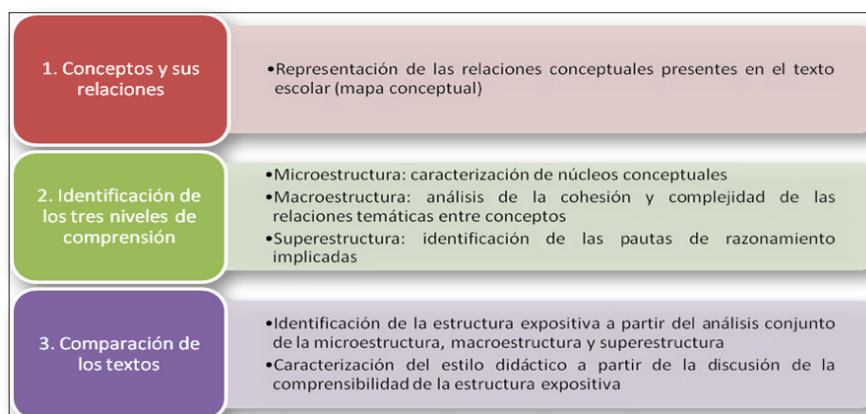 1. Conceptos y sus
relaciones
•Representación de las relaciones conceptuales presentes en el texto
escolar (mapa conceptual)
2. Identificación de
los tres niveles de
comprensión
•Microestructura: caracterización de núcleos conceptuales
•Macroestructura: análisis de la cohesión y complejidad de las
relaciones temáticas entre conceptos
•Superestructura: identificación de las pautas de razonamiento
implicadas
3. Comparación de
los textos
•Identificación de la estructura expositiva a partir del análisis conjunto
de la microestructura, macroestructura y superestructura
•Caracterización del estilo didáctico a partir de la discusión de la
comprensibilidad de la estructura expositiva